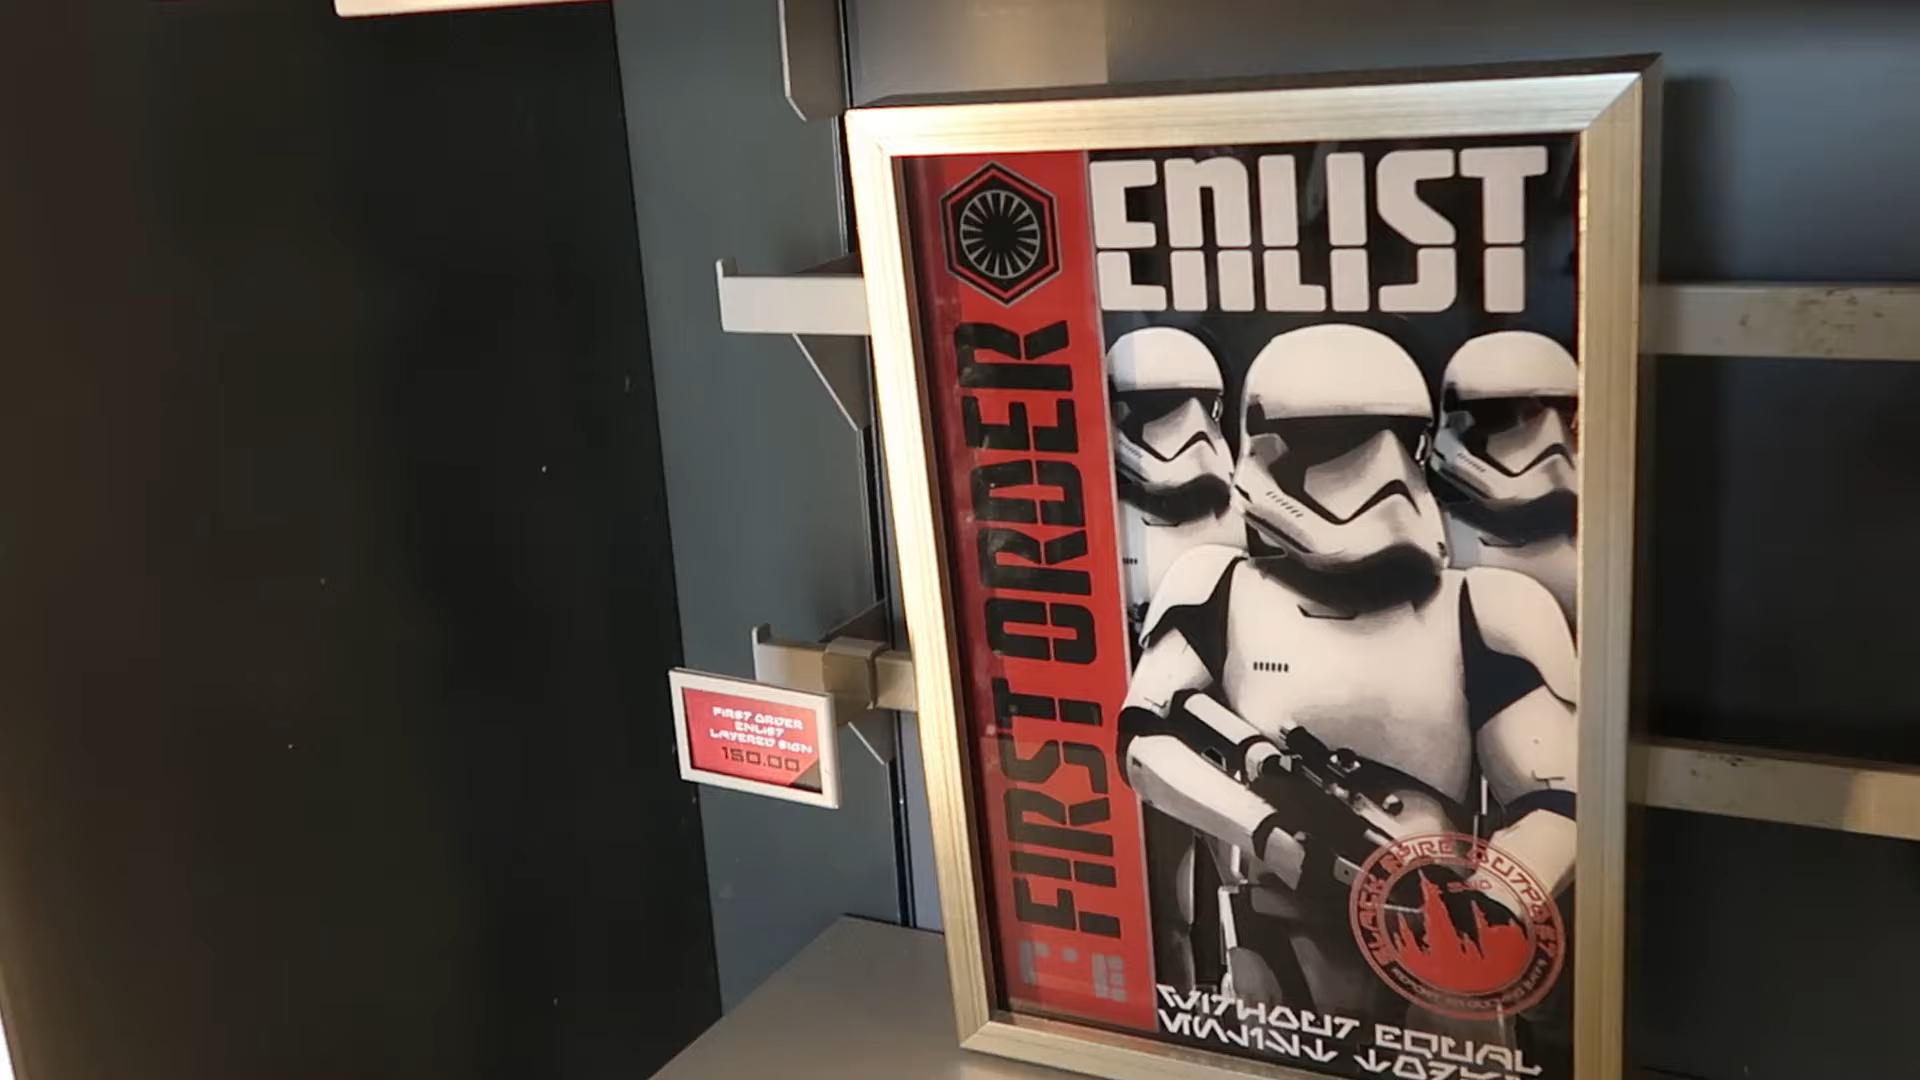 ENLIST
FIRST ORDER
FIRST ORDER
ENLIST
LAYERED SIGN
150.00
BLACK SPIRE OUTPOST
WITHOUT EQUAL